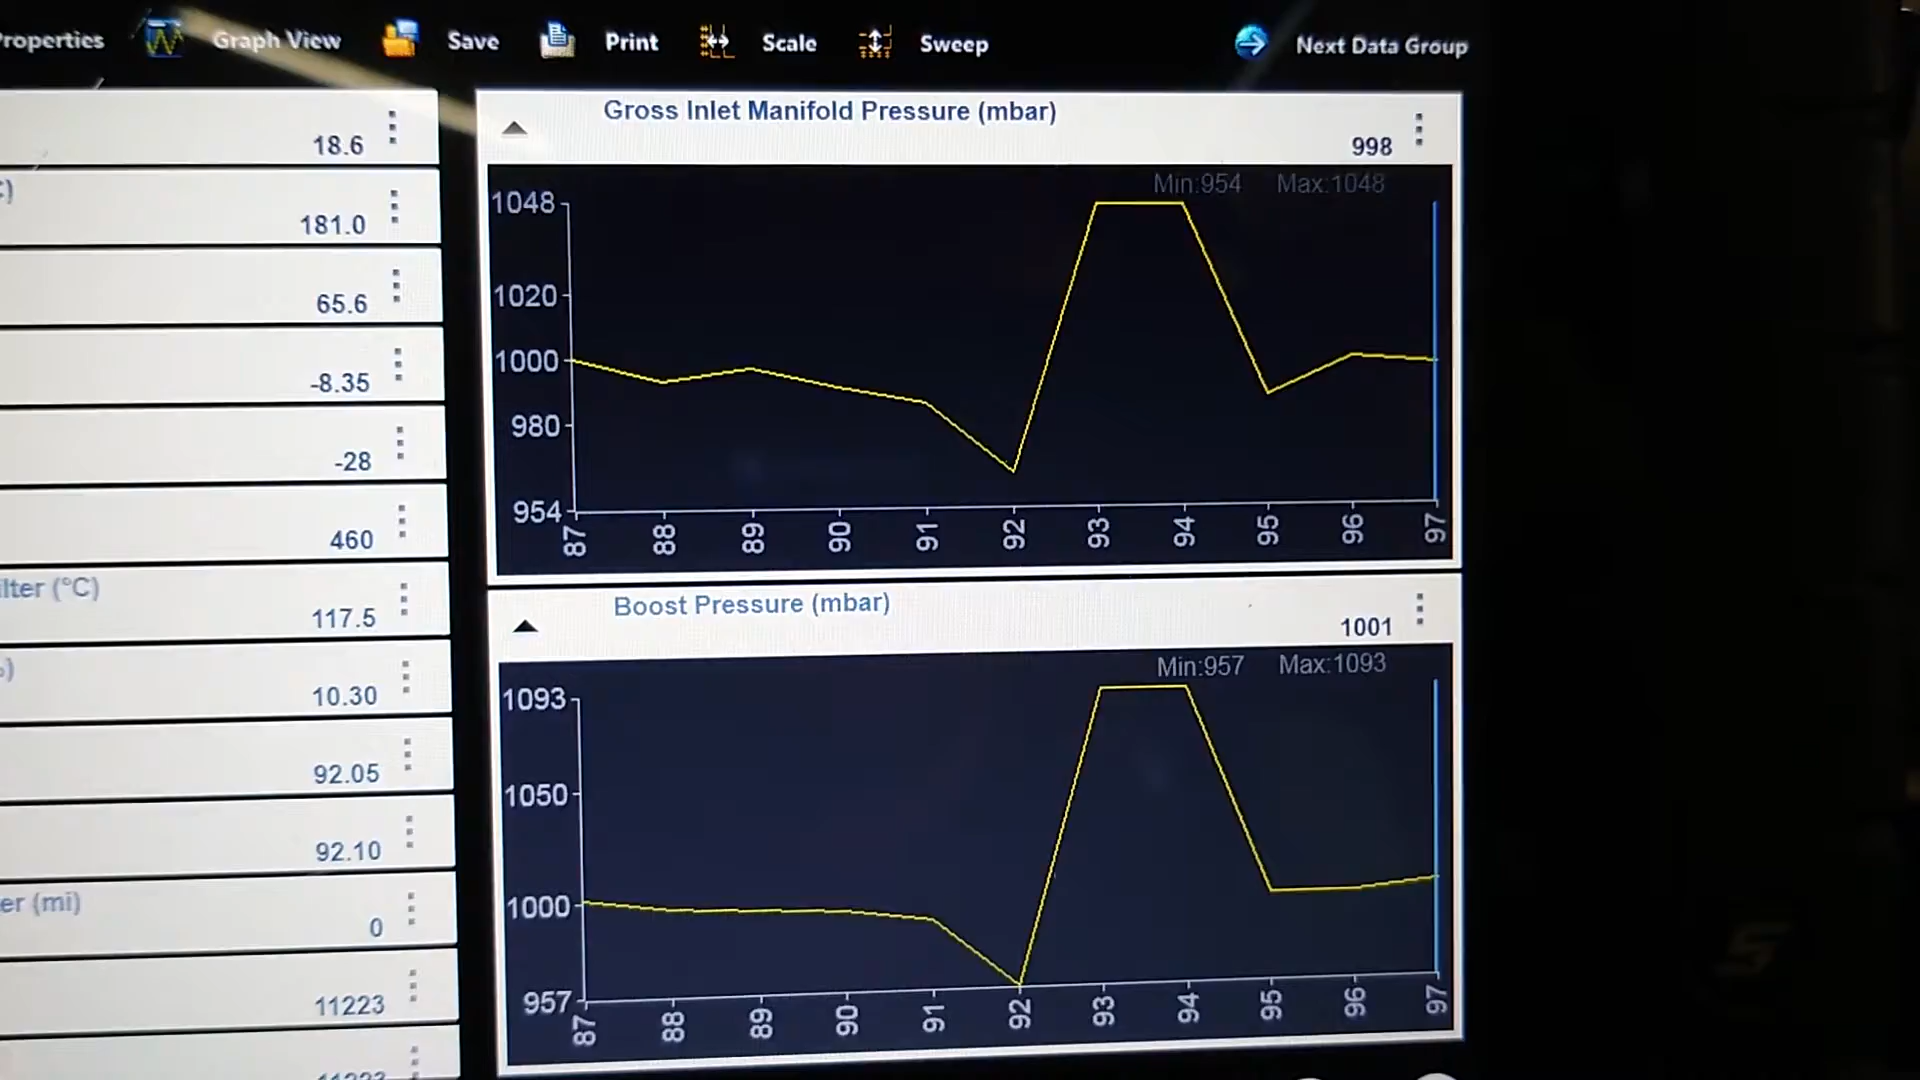 Properties Graph View Save Print Scale Sweep Next Data Group
18.6
)
181.0
65.6
-8.35
-28
460
ilter (°C)
117.5
)
10.30
92.05
92.10
er (mi)
0
11223
Gross Inlet Manifold Pressure (mbar)
998
Min:954 Max:1048
1048
1020
1000
980
954
87 88 89 90 91 92 93 94 95 96 97
Boost Pressure (mbar)
1001
Min:957 Max:1093
1093
1050
1000
957
87 88 89 90 91 92 93 94 95 96 97